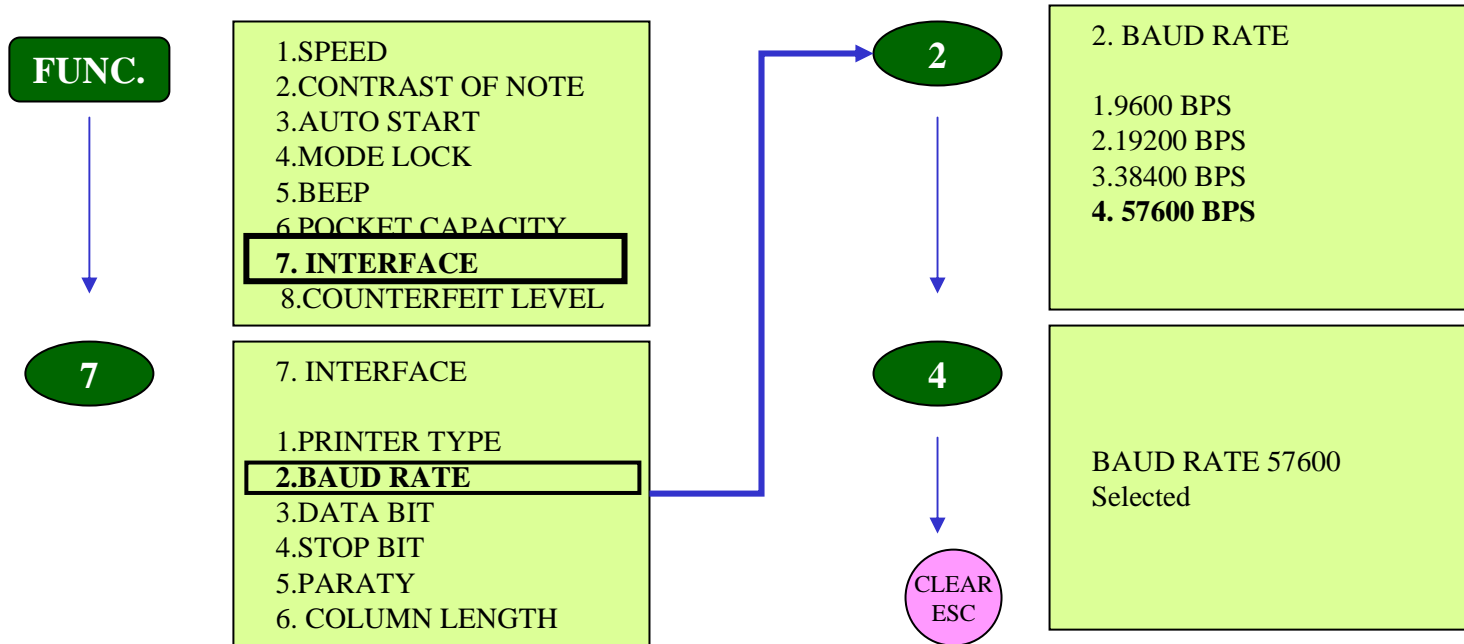 FUNC.
1.SPEED
2.CONTRAST OF NOTE
3.AUTO START
4.MODE LOCK
5.BEEP
6.POCKET CAPACITY
7. INTERFACE
8.COUNTERFEIT LEVEL
7
7. INTERFACE
1.PRINTER TYPE
2.BAUD RATE
3.DATA BIT
4.STOP BIT
5.PARATY
6. COLUMN LENGTH
2
2. BAUD RATE
1.9600 BPS
2.19200 BPS
3.38400 BPS
4. 57600 BPS
4
BAUD RATE 57600
Selected
CLEAR
ESC